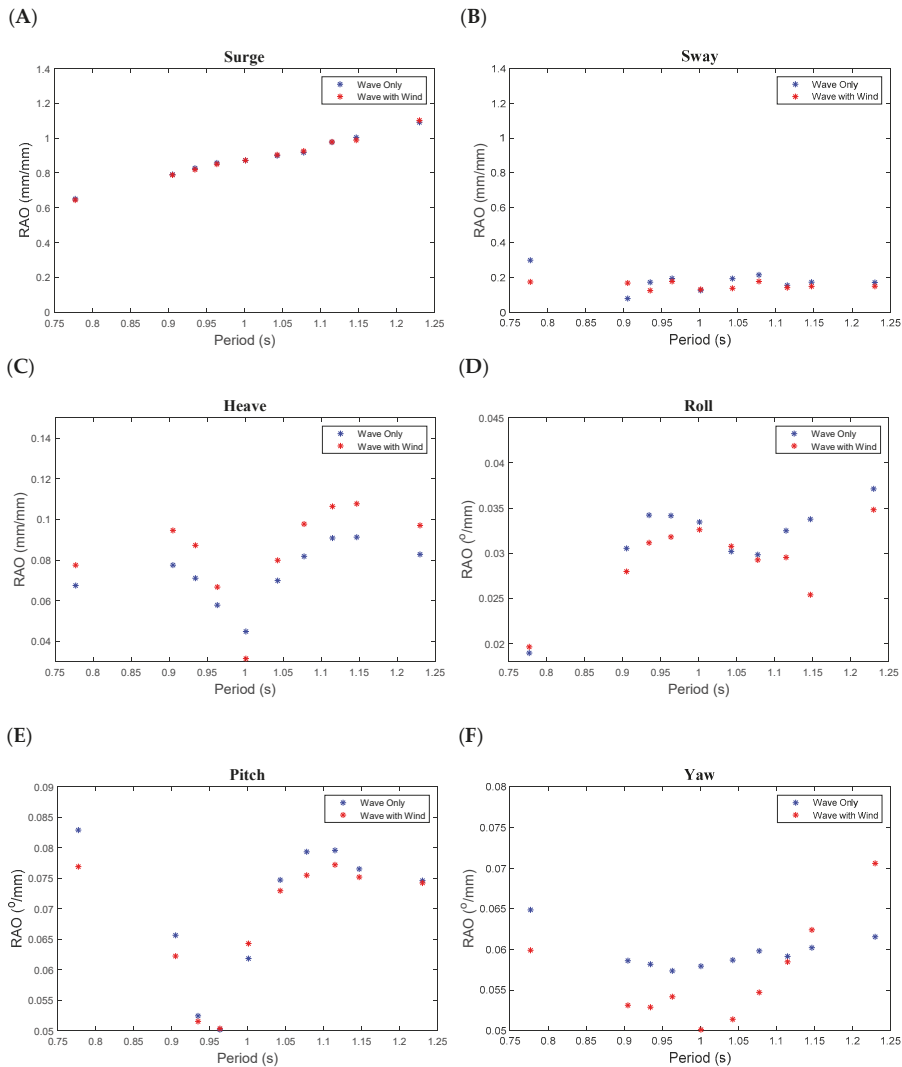 (A)
Surge
1.4
1.2
1
0.8
0.6
0.4
0.2
0
RAO (mm/mm)
Wave Only
Wave with Wind
0.75 0.8 0.85 0.9 0.95 1 1.05 1.1 1.15 1.2 1.25
Period (s)
(B)
Sway
1.4
1.2
1
0.8
0.6
0.4
0.2
0
RAO (mm/mm)
Wave Only
Wave with Wind
0.75 0.8 0.85 0.9 0.95 1 1.05 1.1 1.15 1.2 1.25
Period (s)
(C)
Heave
0.14
0.12
0.1
0.08
0.06
0.04
RAO (mm/mm)
Wave Only
Wave with Wind
0.75 0.8 0.85 0.9 0.95 1 1.05 1.1 1.15 1.2 1.25
Period (s)
(D)
Roll
0.045
0.04
0.035
0.03
0.025
0.02
RAO (⁰/mm)
Wave Only
Wave with Wind
0.75 0.8 0.85 0.9 0.95 1 1.05 1.1 1.15 1.2 1.25
Period (s)
(E)
Pitch
0.09
0.085
0.08
0.075
0.07
0.065
0.06
0.055
0.05
RAO (⁰/mm)
Wave Only
Wave with Wind
0.75 0.8 0.85 0.9 0.95 1 1.05 1.1 1.15 1.2 1.25
Period (s)
(F)
Yaw
0.08
0.075
0.07
0.065
0.06
0.055
0.05
RAO (⁰/mm)
Wave Only
Wave with Wind
0.75 0.8 0.85 0.9 0.95 1 1.05 1.1 1.15 1.2 1.25
Period (s)